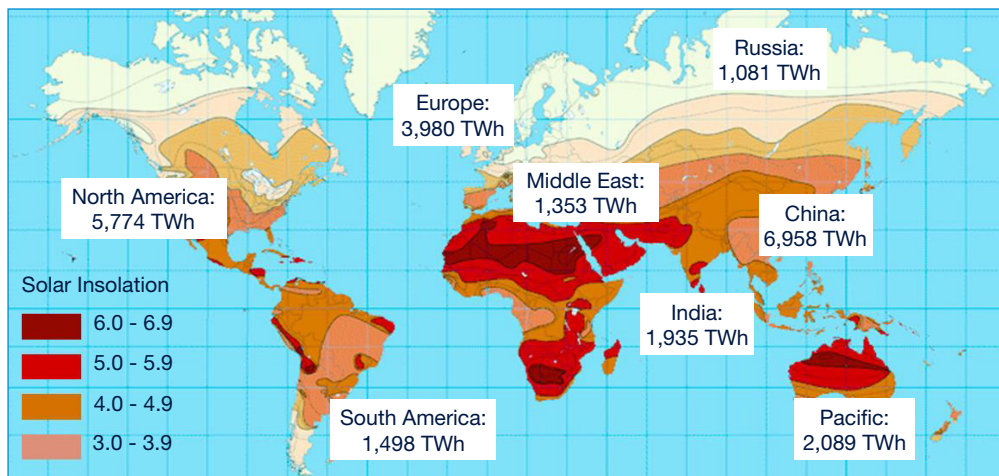 Russia:
1,081 TWh
Europe:
3,980 TWh
Middle East:
1,353 TWh
North America:
5,774 TWh
China:
6,958 TWh
Solar Insolation
India:
1,935 TWh
6.0 - 6.9
5.0 - 5.9
4.0 - 4.9
3.0 - 3.9
South America:
1,498 TWh
Pacific:
2,089 TWh